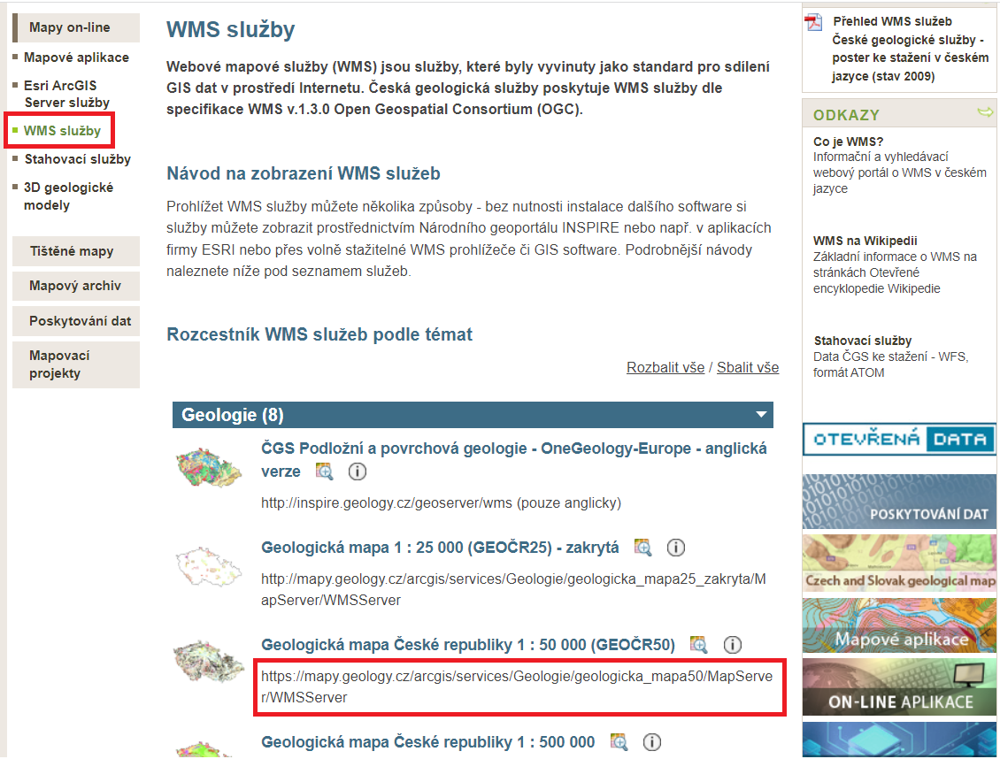 Mapy on-line
Mapové aplikace
Esri ArcGIS
Server služby
WMS služby
Stahovací služby
3D geologické
modely
Tištěné mapy
Mapový archiv
Poskytování dat
Mapovací
projekty
WMS služby
Webové mapové služby (WMS) jsou služby, které byly vyvinuty jako standard pro sdílení
GIS dat v prostředí Internetu. Česká geologická služby poskytuje WMS služby dle
specifikace WMS v.1.3.0 Open Geospatial Consortium (OGC).
Návod na zobrazení WMS služeb
Prohlížet WMS služby můžete několika způsoby - bez nutnosti instalace dalšího software si
služby můžete zobrazit prostřednictvím Národního geoportálu INSPIRE nebo např. v aplikacích
firmy ESRI nebo přes volně stažitelné WMS prohlížeče či GIS software. Podrobnější návody
naleznete níže pod seznamem služeb.
Rozcestník WMS služeb podle témat
Rozbalit vše / Sbalit vše
Geologie (8)
ČGS Podložní a povrchová geologie - OneGeology-Europe - anglická
verze
http://inspire.geology.cz/geoserver/wms (pouze anglicky)
Geologická mapa 1 : 25 000 (GEOČR25) - zakrytá
http://mapy.geology.cz/arcgis/services/Geologie/geologicka_mapa25_zakryta/M
apServer/WMSServer
Geologická mapa České republiky 1 : 50 000 (GEOČR50)
https://mapy.geology.cz/arcgis/services/Geologie/geologicka_mapa50/MapServe
r/WMSServer
Geologická mapa České republiky 1 : 500 000
Přehled WMS služeb
České geologické služby -
poster ke stažení v českém
jazyce (stav 2009)
ODKAZY
Co je WMS?
Informační a vyhledávací
webový portál o WMS v českém
jazyce
WMS na Wikipedii
Základní informace o WMS na
stránkách Otevřené
encyklopedie Wikipedie
Stahovací služby
Data ČGS ke stažení - WFS,
formát ATOM
OTEVŘENÁ DATA
POSKYTOVÁNÍ DAT
Czech and Slovak geological map
Mapové aplikace
ON-LINE APLIKACE